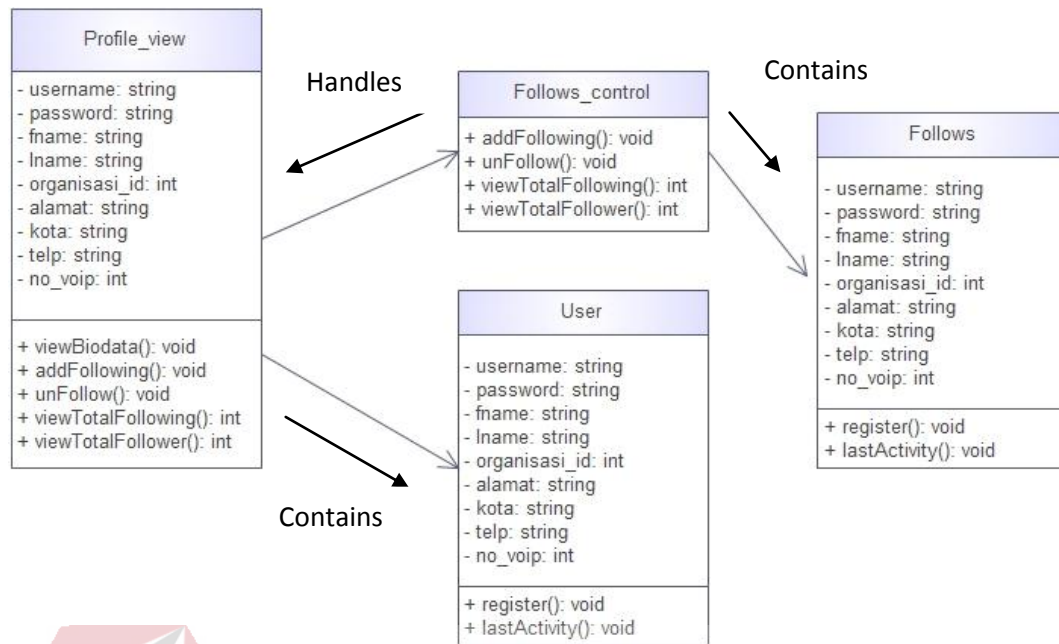 Profile_view
- username: string
- password: string
- fname: string
- lname: string
- organisasi_id: int
- alamat: string
- kota: string
- telp: string
- no_voip: int
+ viewBiodata(): void
+ addFollowing(): void
+ unFollow(): void
+ viewTotalFollowing(): int
+ viewTotalFollower(): int
Handles
Follows_control
+ addFollowing(): void
+ unFollow(): void
+ viewTotalFollowing(): int
+ viewTotalFollower(): int
Contains
Follows
- username: string
- password: string
- fname: string
- lname: string
- organisasi_id: int
- alamat: string
- kota: string
- telp: string
- no_voip: int
+ register(): void
+ lastActivity(): void
Contains
User
- username: string
- password: string
- fname: string
- lname: string
- organisasi_id: int
- alamat: string
- kota: string
- telp: string
- no_voip: int
+ register(): void
+ lastActivity(): void